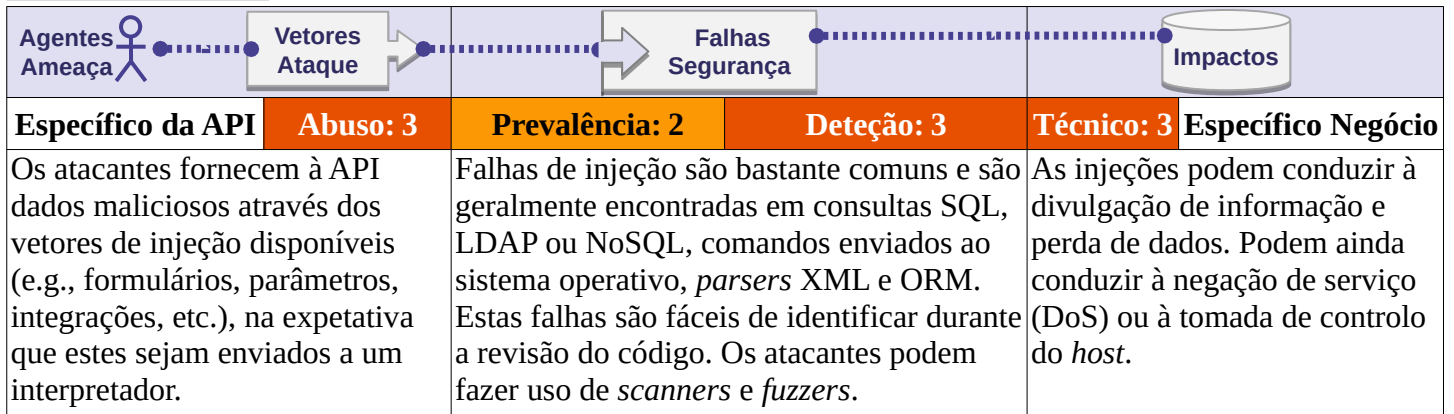 Agentes
Ameaça
Vetores
Ataque
Falhas
Segurança
Impactos
Específico da API
Abuso: 3
Prevalência: 2
Deteção: 3
Técnico: 3
Específico Negócio
Os atacantes fornecem à API
dados maliciosos através dos
vetores de injeção disponíveis
(e.g., formulários, parâmetros,
integrações, etc.), na expetativa
que estes sejam enviados a um
interpretador.
Falhas de injeção são bastante comuns e são
geralmente encontradas em consultas SQL,
LDAP ou NoSQL, comandos enviados ao
sistema operativo, parsers XML e ORM.
Estas falhas são fáceis de identificar durante
a revisão do código. Os atacantes podem
fazer uso de scanners e fuzzers.
As injeções podem conduzir à
divulgação de informação e
perda de dados. Podem ainda
conduzir à negação de serviço
(DoS) ou à tomada de controlo
do host.